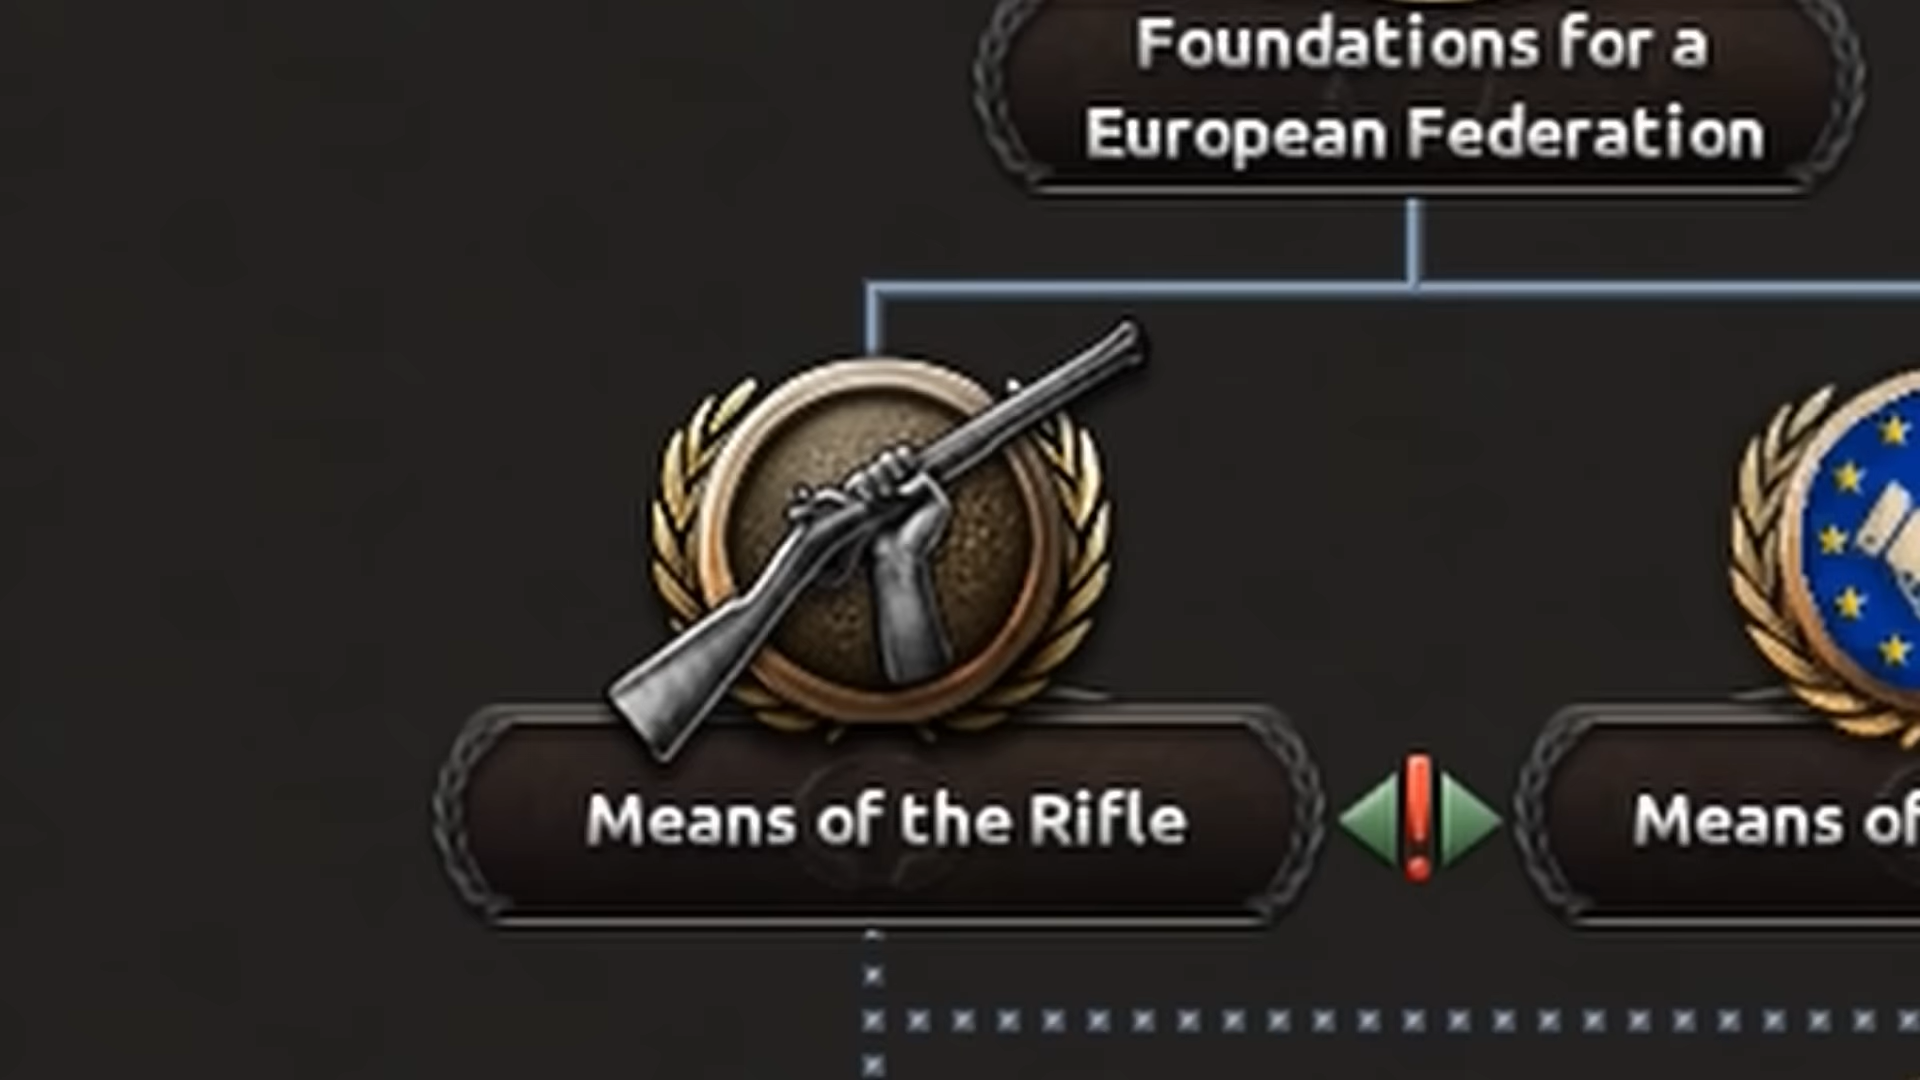 Foundations for a
European Federation
Means of the Rifle
Means of